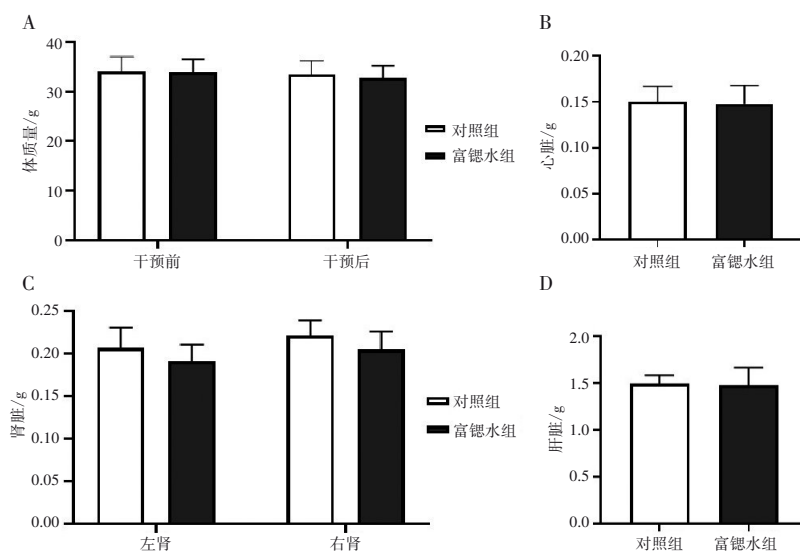 A
体质量/g
40
30
20
10
0
干预前
干预后
对照组
富锶水组
B
心脏/g
0.20
0.15
0.10
0.05
0.00
对照组
富锶水组
C
肾脏/g
0.25
0.20
0.15
0.10
0.05
0.00
左肾
右肾
对照组
富锶水组
D
肝脏/g
2.0
1.5
1.0
0.5
0.0
对照组
富锶水组